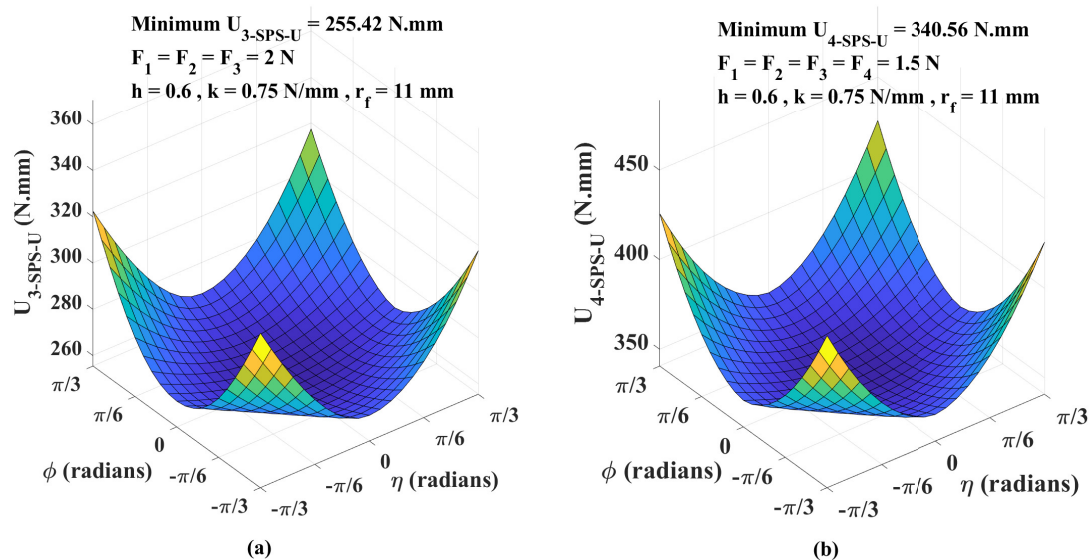 Minimum U3-SPS-U = 255.42 N.mm
F1 = F2 = F3 = 2 N
h = 0.6 , k = 0.75 N/mm , rf = 11 mm
U3-SPS-U (N.mm)
360
340
320
300
280
260
π/3
π/6
0
-π/6
-π/3
ϕ (radians)
-π/3
-π/6
0
π/6
π/3
η (radians)
(a)
Minimum U4-SPS-U = 340.56 N.mm
F1 = F2 = F3 = F4 = 1.5 N
h = 0.6 , k = 0.75 N/mm , rf = 11 mm
U4-SPS-U (N.mm)
450
400
350
π/3
π/6
0
-π/6
-π/3
ϕ (radians)
-π/3
-π/6
0
π/6
π/3
η (radians)
(b)